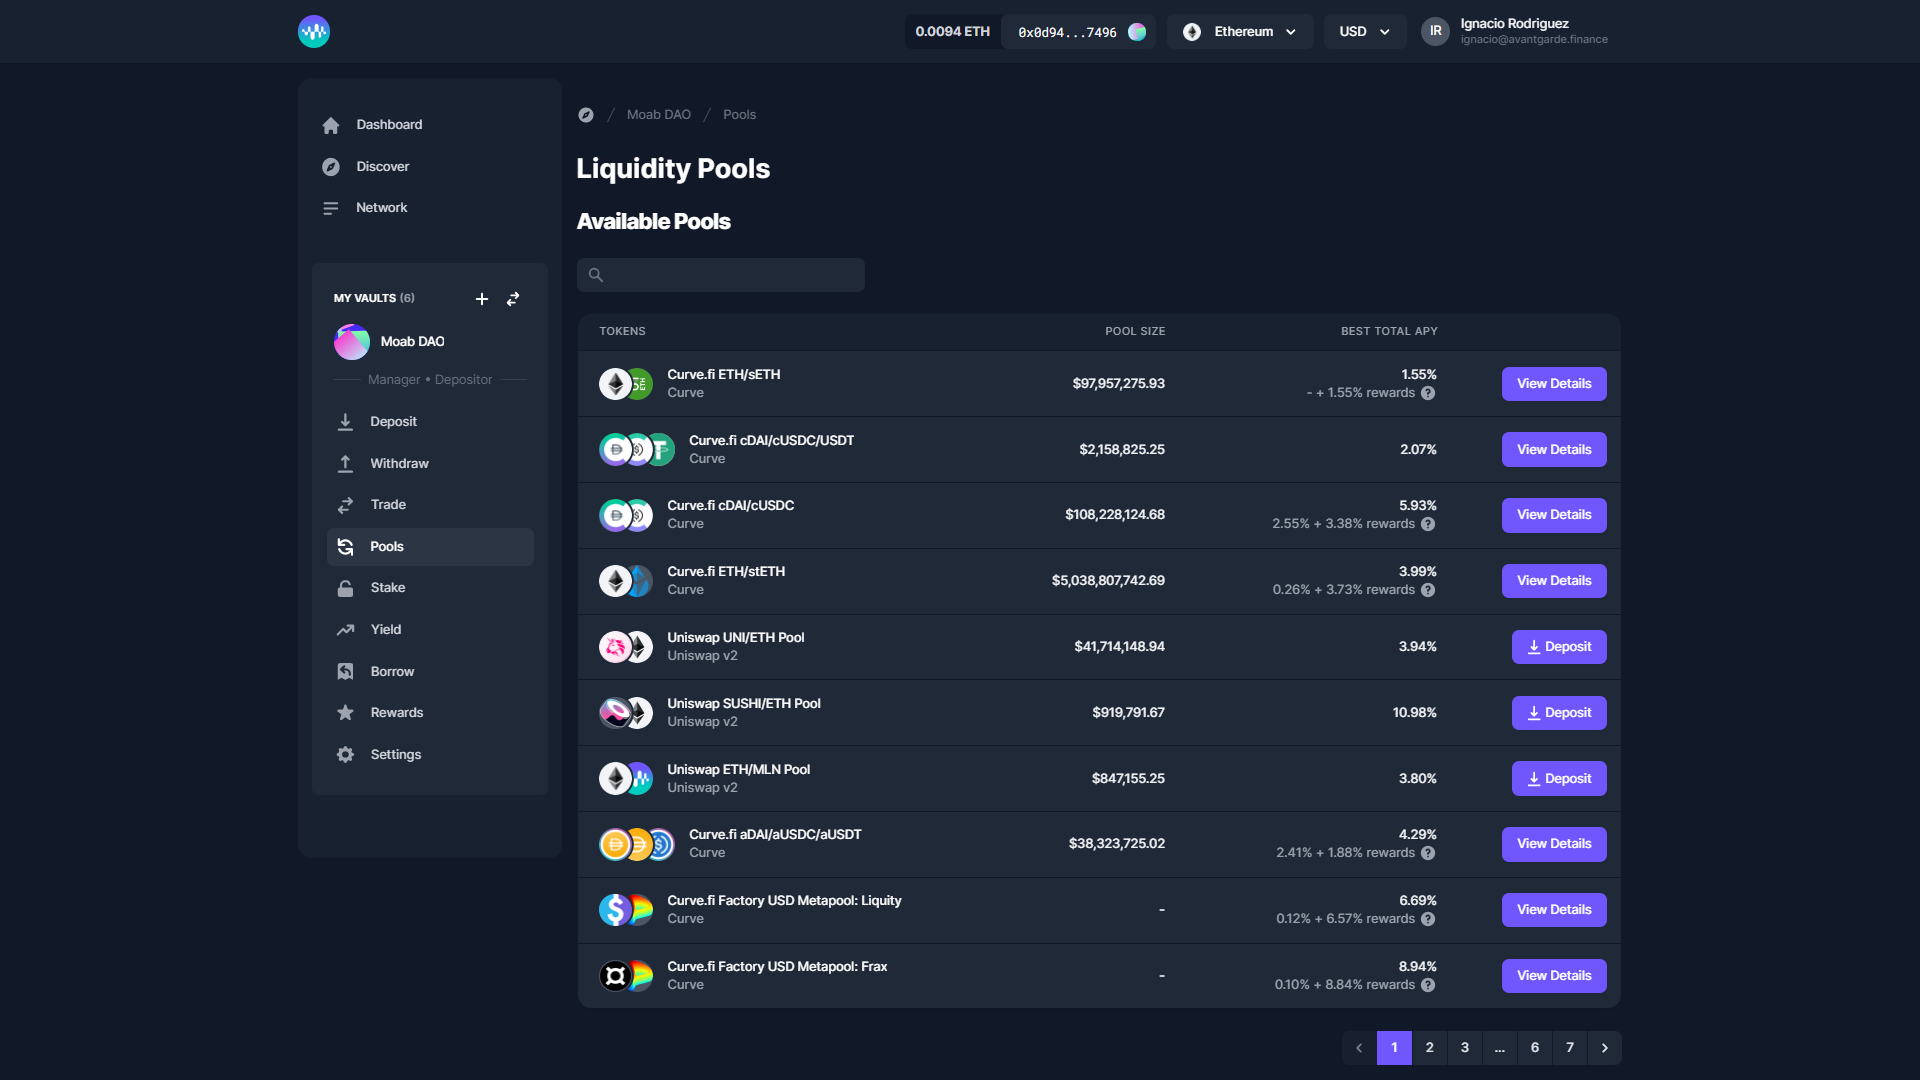 0.0094 ETH
0x0d94...7496
Ethereum
USD
IR
Ignacio Rodriguez
ignacio@avantgarde.finance
Dashboard
Discover
Network
MY VAULTS (6)
Moab DAO
Manager • Depositor
Deposit
Withdraw
Trade
Pools
Stake
Yield
Borrow
Rewards
Settings
/ Moab DAO / Pools
Liquidity Pools
Available Pools
TOKENS POOL SIZE BEST TOTAL APY
Curve.fi ETH/sETH
Curve
$97,957,275.93
1.55%
- + 1.55% rewards
View Details
Curve.fi cDAI/cUSDC/USDT
Curve
$2,158,825.25
2.07%
View Details
Curve.fi cDAI/cUSDC
Curve
$108,228,124.68
5.93%
2.55% + 3.38% rewards
View Details
Curve.fi ETH/stETH
Curve
$5,038,807,742.69
3.99%
0.26% + 3.73% rewards
View Details
Uniswap UNI/ETH Pool
Uniswap v2
$41,714,148.94
3.94%
Deposit
Uniswap SUSHI/ETH Pool
Uniswap v2
$919,791.67
10.98%
Deposit
Uniswap ETH/MLN Pool
Uniswap v2
$847,155.25
3.80%
Deposit
Curve.fi aDAI/aUSDC/aUSDT
Curve
$38,323,725.02
4.29%
2.41% + 1.88% rewards
View Details
Curve.fi Factory USD Metapool: Liquity
Curve
-
6.69%
0.12% + 6.57% rewards
View Details
Curve.fi Factory USD Metapool: Frax
Curve
-
8.94%
0.10% + 8.84% rewards
View Details
1 2 3 ... 6 7